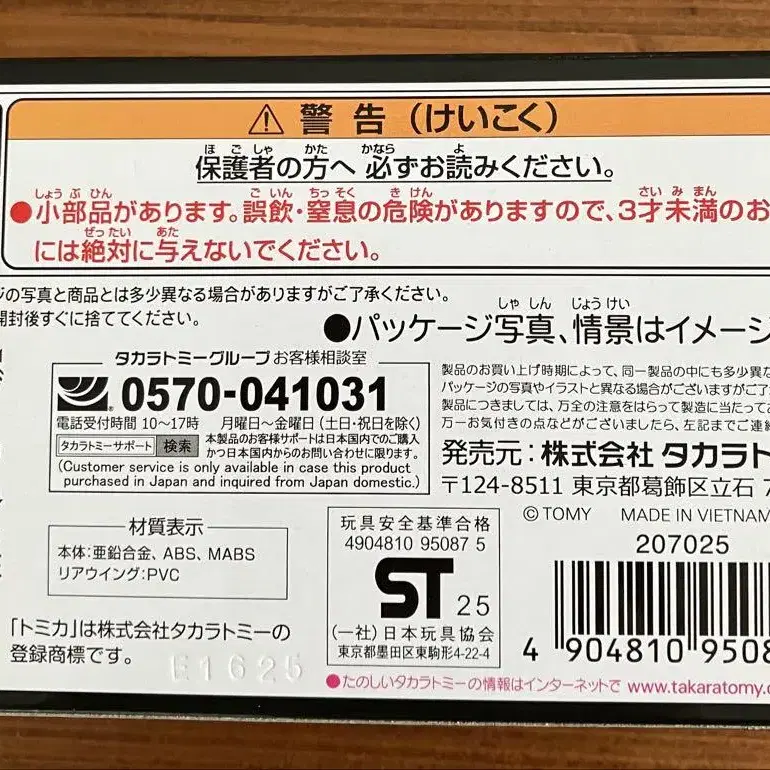 ⚠ 警告(けいこく)
保護者の方へ 必ずお読みください。
ほごしゃ かた かなら よ
●小部品があります。誤飲・窒息の危険がありますので、3才未満のお
しょうぶひん ごいん ちっそく きけん さいみまん
には絶対に与えないでください。
ぜったい あた
ジの写真と商品とは多少異なる場合がありますがご了承ください。
開封後すぐに捨ててください。
●パッケージ写真、情景はイメージ
しゃしん じょうけい
タカラトミーグループ お客様相談室
0570-041031
電話受付時間 10〜17時 月曜日〜金曜日(土・日・祝日を除く)
タカラトミーサポート 検索
本製品のお客様サポートは日本国内でのご購入
かつ日本国内からのお問い合わせに限ります。
(Customer service is only available in case this product
purchased in Japan and inquired from Japan domestic.)
製品のお買い上げ時期によって、同一製品の中にも多少異な
パッケージの写真やイラストと異なる場合がございますがご了
製品につきましては、万全の注意をはらって製造に当たってお
万一お気付きの点などがございましたら、左記までご連絡
発売元:株式会社 タカラト
〒124-8511 東京都葛飾区立石 7
©TOMY MADE IN VIETNAM
207025
4 904810 9508
材質表示
本体:亜鉛合金、ABS、MABS
リアウイング:PVC
玩具安全基準合格
4904810 95087 5
ST 25
(一社)日本玩具協会
東京都墨田区東駒形4-22-4
「トミカ」は株式会社タカラトミーの
登録商標です。
E1625
●たのしいタカラトミーの情報はインターネットで www.takaratomy.c